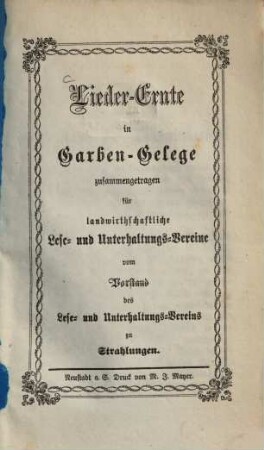 Lieder-Ernte
in
Garben-Gelege
zusammengetragen
für
landwirthschaftliche
Lese- und Unterhaltungs-Vereine
vom
Vorstand
des
Lese- und Unterhaltungs-Vereins
zu
Strahlungen.
Neustadt a. S. Druck von M. J. Mayer.